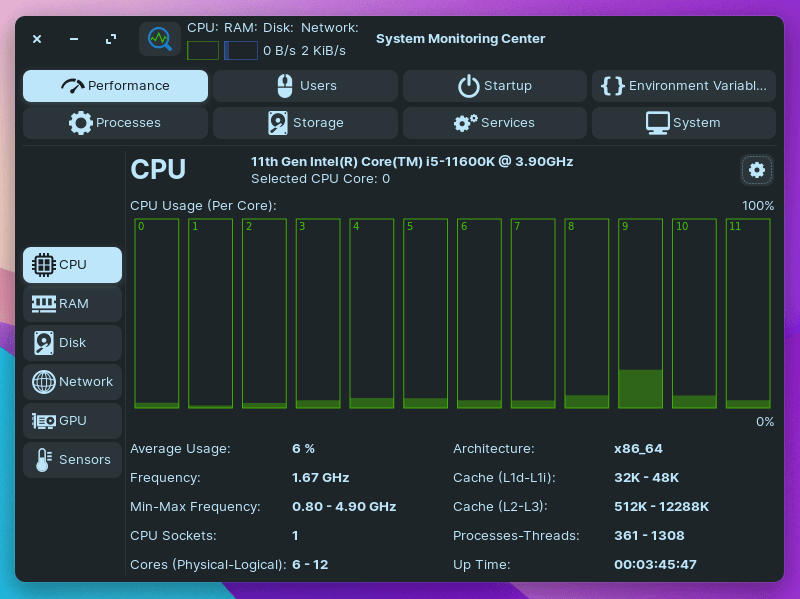 CPU: RAM: Disk: Network:
0 B/s 2 KiB/s
System Monitoring Center
Performance
Users
Startup
Environment Variabl...
Processes
Storage
Services
System
CPU
11th Gen Intel(R) Core(TM) i5-11600K @ 3.90GHz
Selected CPU Core: 0
CPU Usage (Per Core):
100%
0 1 2 3 4 5 6 7 8 9 10 11
0%
CPU
RAM
Disk
Network
GPU
Sensors
Average Usage: 6 %
Architecture: x86_64
Frequency: 1.67 GHz
Cache (L1d-L1i): 32K - 48K
Min-Max Frequency: 0.80 - 4.90 GHz
Cache (L2-L3): 512K - 12288K
CPU Sockets: 1
Processes-Threads: 361 - 1308
Cores (Physical-Logical): 6 - 12
Up Time: 00:03:45:47